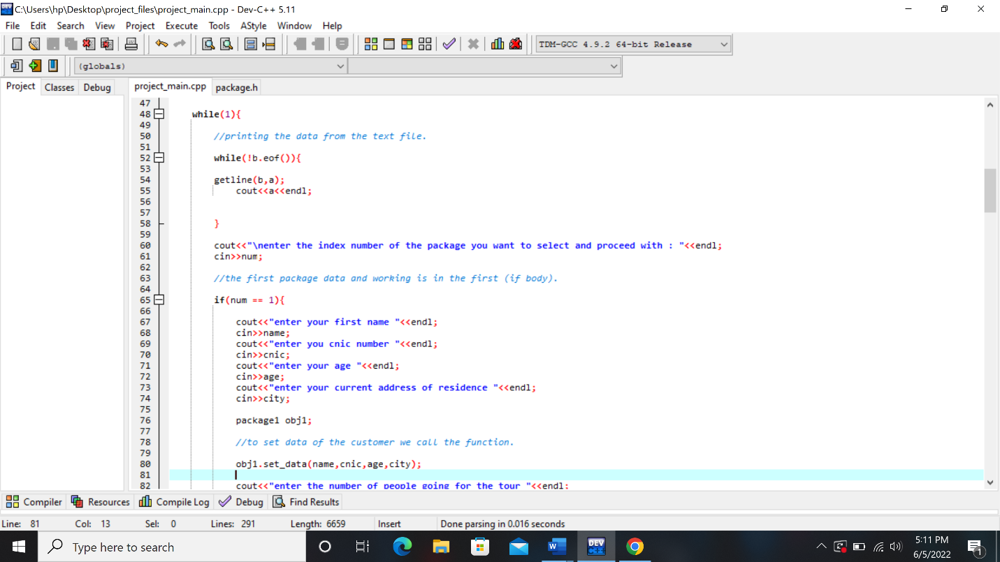 C:\Users\hp\Desktop\project_files\project_main.cpp - Dev-C++ 5.11
File Edit Search View Project Execute Tools AStyle Window Help
TDM-GCC 4.9.2 64-bit Release
(globals)
Project Classes Debug project_main.cpp package.h
47
48 while(1){
49
50 //printing the data from the text file.
51
52 while(!b.eof()){
53
54 getline(b,a);
55 cout<<a<<endl;
56
57
58 }
59
60 cout<<"\nenter the index number of the package you want to select and proceed with : "<<endl;
61 cin>>num;
62
63 //the first package data and working is in the first (if body).
64
65 if(num == 1){
66
67 cout<<"enter your first name "<<endl;
68 cin>>name;
69 cout<<"enter you cnic number "<<endl;
70 cin>>cnic;
71 cout<<"enter your age "<<endl;
72 cin>>age;
73 cout<<"enter your current address of residence "<<endl;
74 cin>>city;
75
76 package1 obj1;
77
78 //to set data of the customer we call the function.
79
80 obj1.set_data(name,cnic,age,city);
81
82 cout<<"enter the number of people going for the tour "<<endl;
Compiler Resources Compile Log Debug Find Results
Line: 81 Col: 13 Sel: 0 Lines: 291 Length: 6659 Insert Done parsing in 0.016 seconds
Type here to search
W
DEV C++
5:11 PM
6/5/2022
1